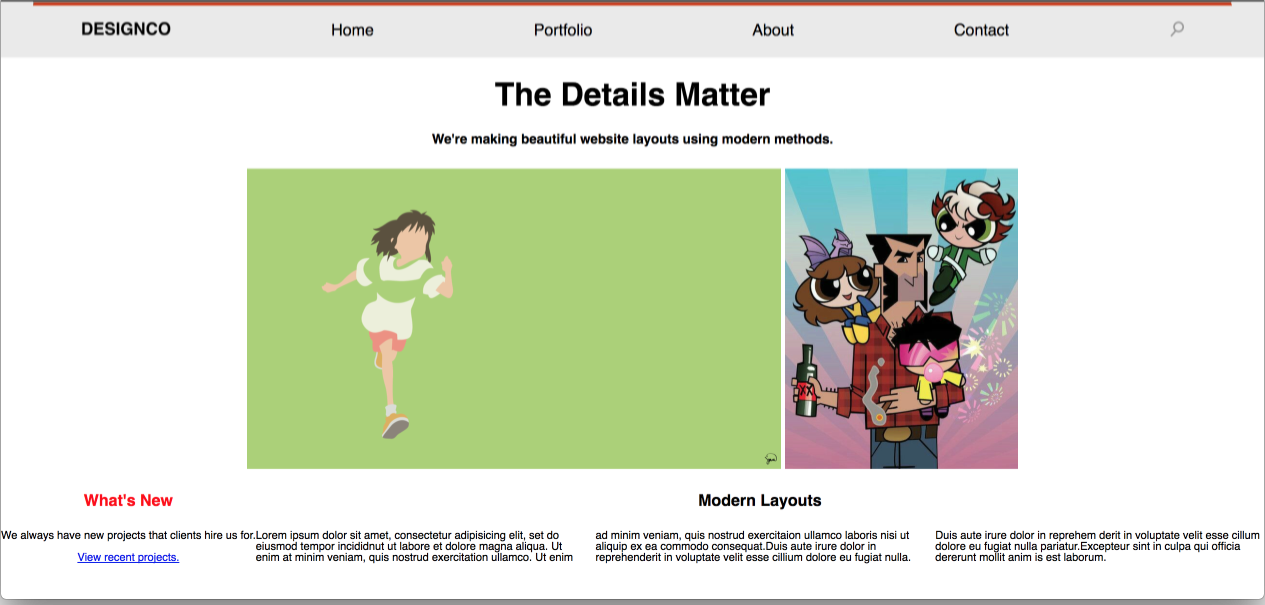 DESIGNCO
Home
Portfolio
About
Contact
The Details Matter
We're making beautiful website layouts using modern methods.
XX
What's New
We always have new projects that clients hire us for.
View recent projects.
Modern Layouts
Lorem ipsum dolor sit amet, consectetur adipisicing elit, set do
eiusmod tempor incididnut ut labore et dolore magna aliqua. Ut
enim at minim veniam, quis nostrud exercitation ullamco. Ut enim
ad minim veniam, quis nostrud exercitaion ullamco laboris nisi ut
aliquip ex ea commodo consequat.Duis aute irure dolor in
reprehenderit in voluptate velit esse cillium dolore eu fugiat nulla.
Duis aute irure dolor in reprehem derit in voluptate velit esse cillum
dolore eu fugiat nulla pariatur.Excepteur sint in culpa qui officia
dererunt mollit anim is est laborum.